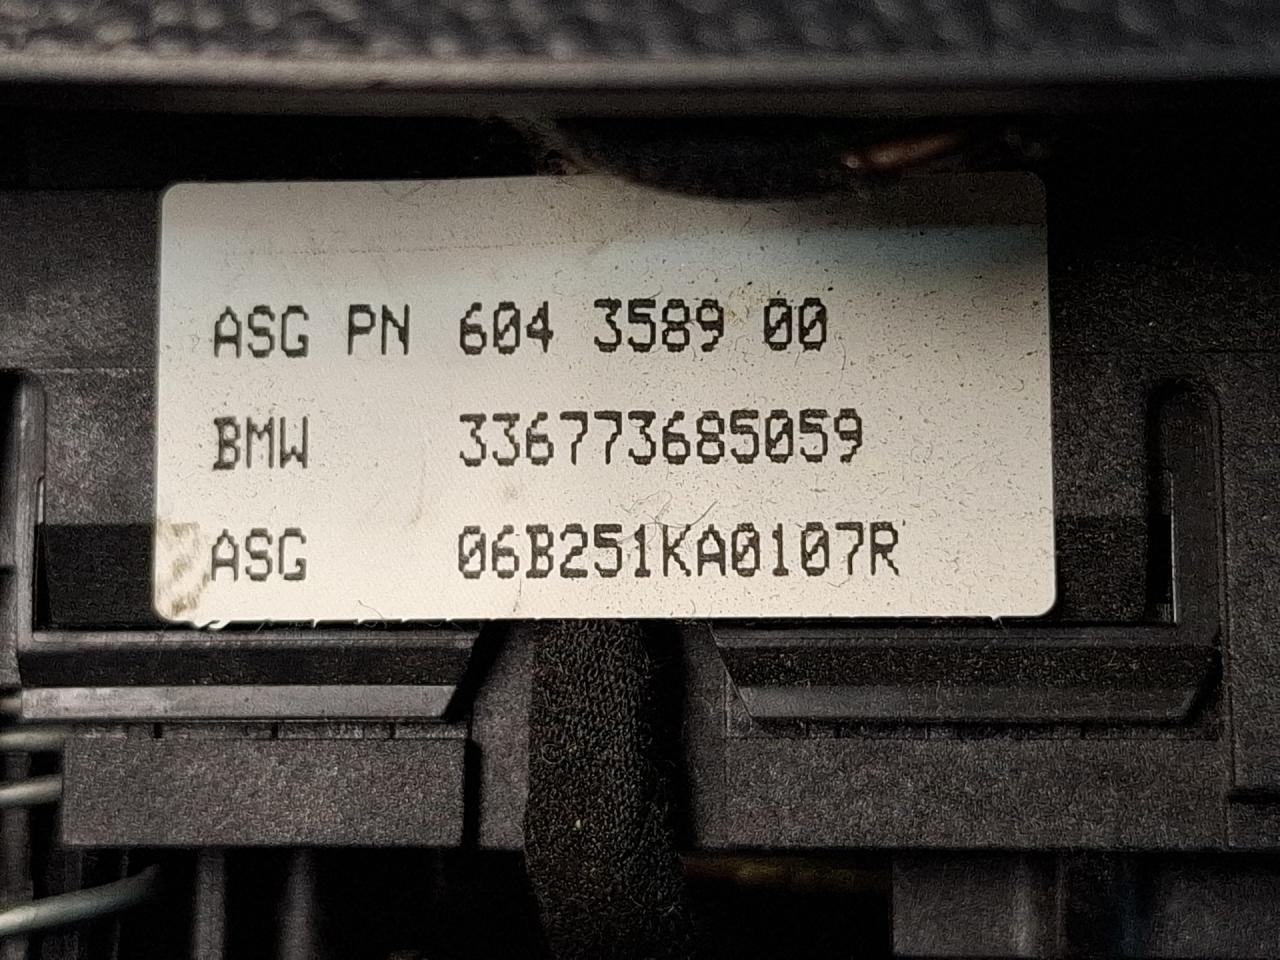 ASG PN 604 3589 00
BMW 336773685059
ASG 06B251KA0107R